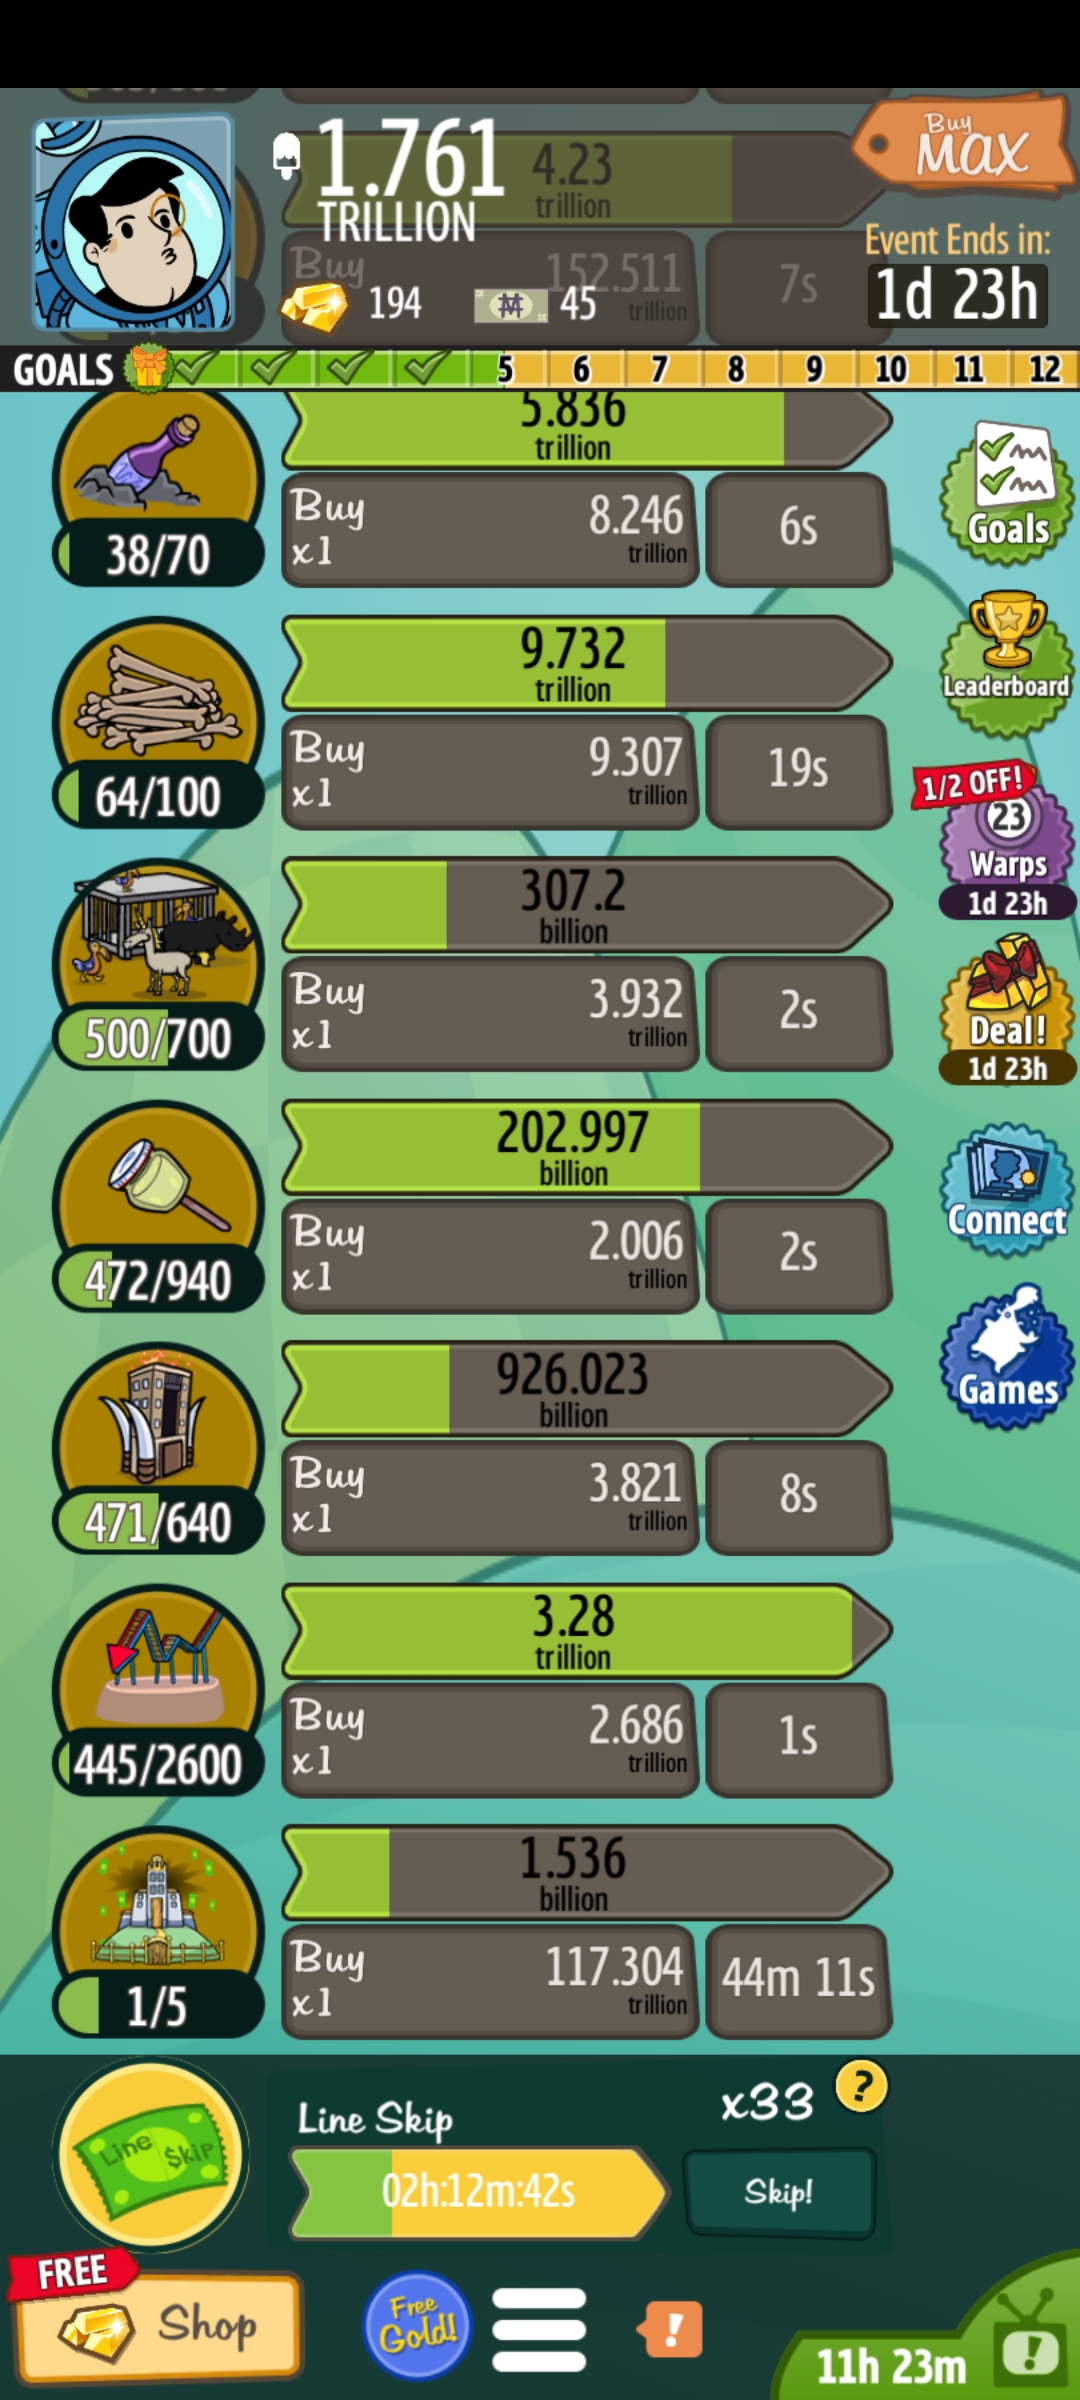 1.761
TRILLION
4.23
trillion
Buy
MAX
Buy
152.511
trillion
7s
194
45
Event Ends in:
1d 23h
GOALS
5
6
7
8
9
10
11
12
5.836
trillion
38/70
Buy
x1
8.246
trillion
6s
Goals
9.732
trillion
64/100
Buy
x1
9.307
trillion
19s
Leaderboard
1/2 OFF!
23
Warps
1d 23h
307.2
billion
500/700
Buy
x1
3.932
trillion
2s
Deal!
1d 23h
202.997
billion
472/940
Buy
x1
2.006
trillion
2s
Connect
926.023
billion
471/640
Buy
x1
3.821
trillion
8s
Games
3.28
trillion
445/2600
Buy
x1
2.686
trillion
1s
1.536
billion
1/5
Buy
x1
117.304
trillion
44m 11s
Line $kip
Line Skip
x33
?
02h:12m:42s
Skip!
FREE
Shop
Free
Gold!
!
11h 23m
!